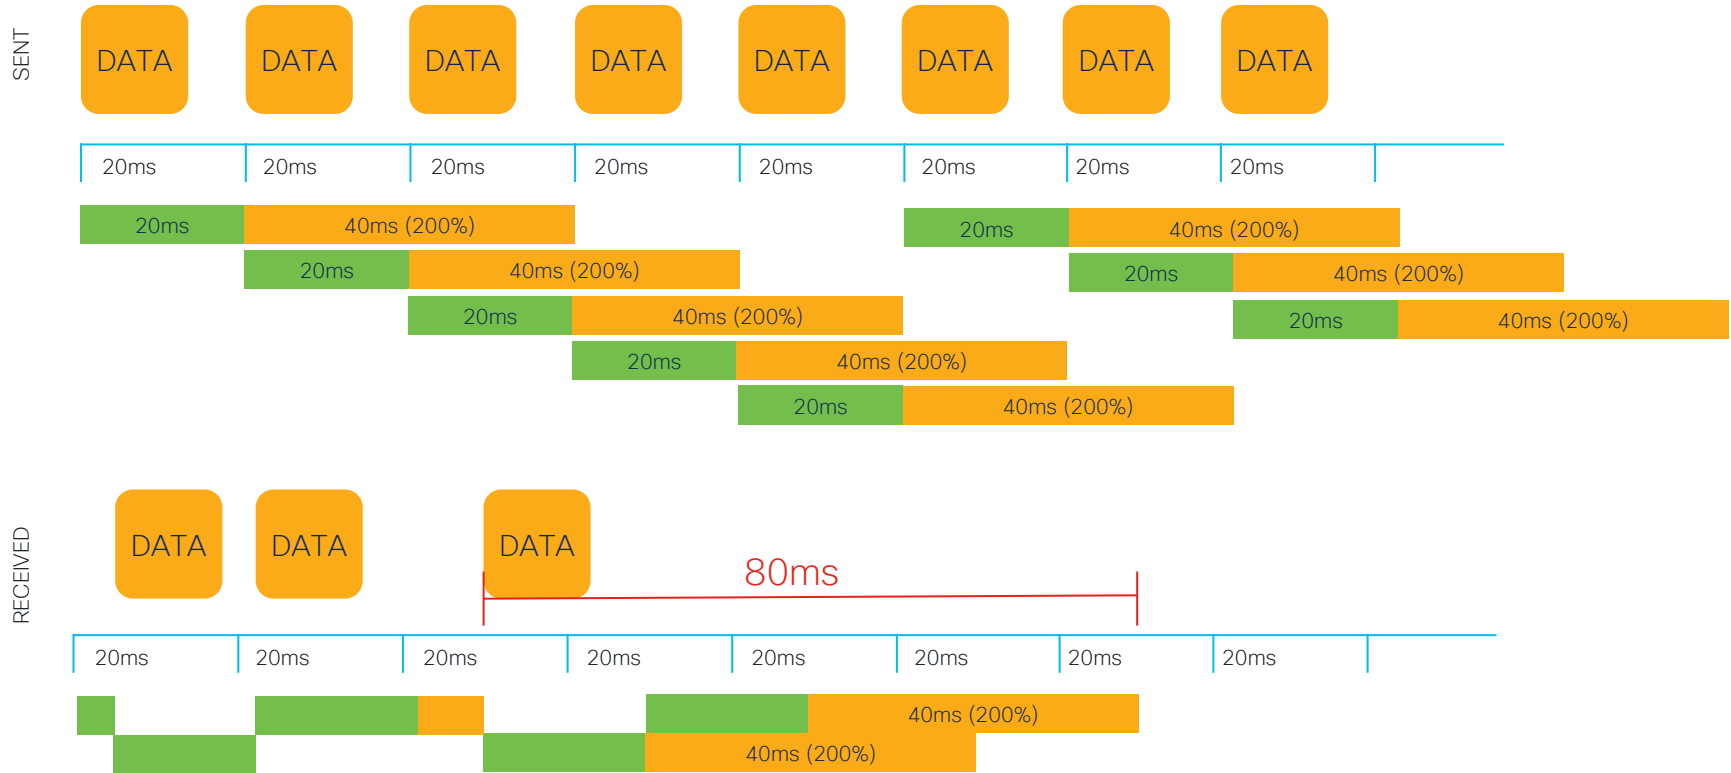 SENT
DATA DATA DATA DATA DATA DATA DATA DATA
20ms 20ms 20ms 20ms 20ms 20ms 20ms 20ms
20ms 40ms (200%) 20ms 40ms (200%)
20ms 40ms (200%) 20ms 40ms (200%)
20ms 40ms (200%) 20ms 40ms (200%)
20ms 40ms (200%)
20ms 40ms (200%)
RECEIVED
DATA DATA DATA
80ms
20ms 20ms 20ms 20ms 20ms 20ms 20ms 20ms
40ms (200%)
40ms (200%)